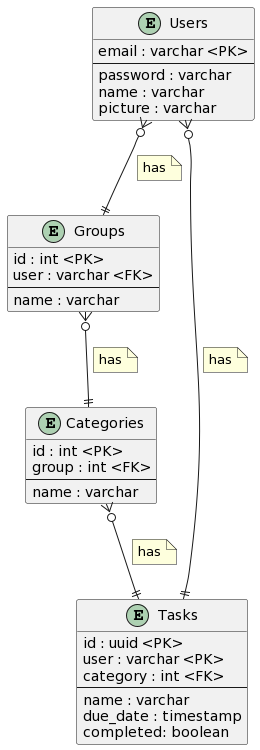 E Users
email : varchar <PK>
password : varchar
name : varchar
picture : varchar
has
E Groups
id : int <PK>
user : varchar <FK>
name : varchar
has
has
E Categories
id : int <PK>
group : int <FK>
name : varchar
has
E Tasks
id : uuid <PK>
user : varchar <PK>
category : int <FK>
name : varchar
due_date : timestamp
completed: boolean